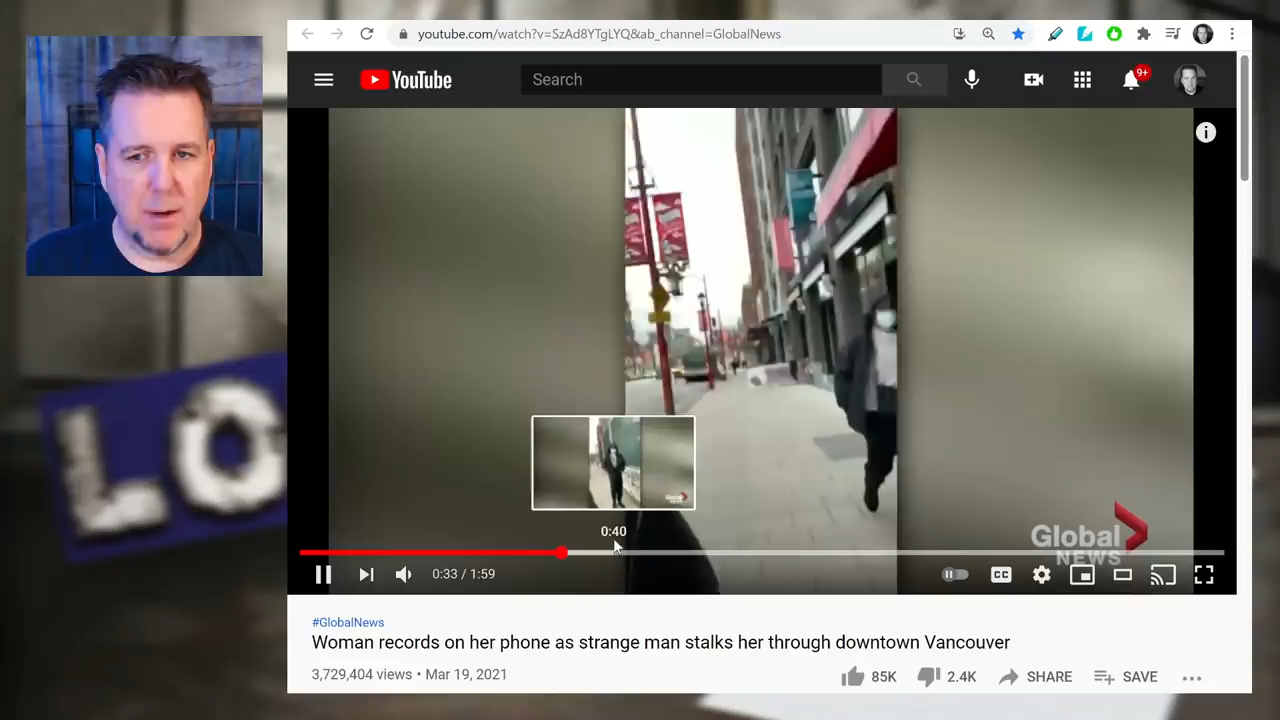 youtube.com/watch?v=SzAd8YTgLYQ&ab_channel=GlobalNews
YouTube
Search
9+
0:40
Global
NEWS
0:33 / 1:59
CC
#GlobalNews
Woman records on her phone as strange man stalks her through downtown Vancouver
3,729,404 views • Mar 19, 2021
85K
2.4K
SHARE
SAVE
LO